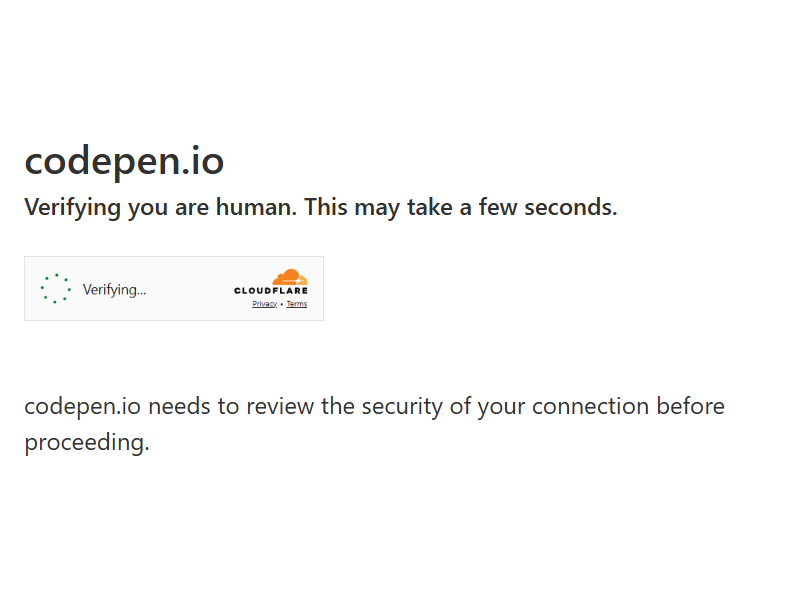 codepen.io
Verifying you are human. This may take a few seconds.
Verifying...
CLOUDFLARE
Privacy • Terms
codepen.io needs to review the security of your connection before
proceeding.